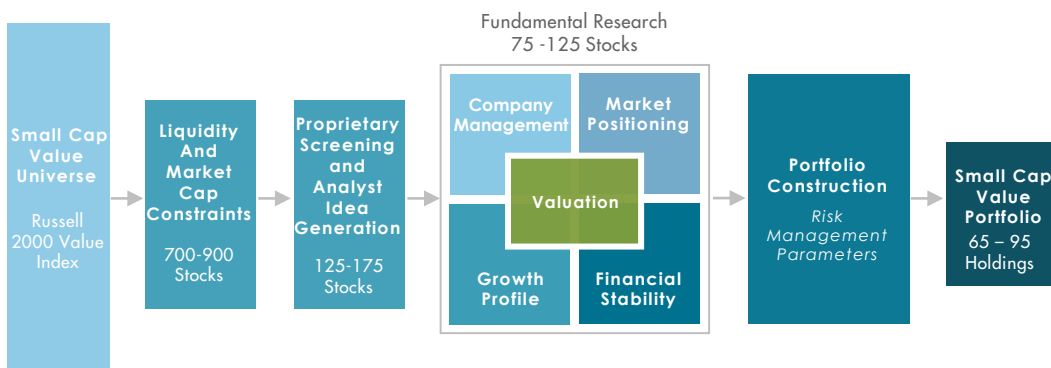 Small Cap
Value
Universe
Russell
2000 Value
Index
Liquidity
And
Market
Cap
Constraints
700-900
Stocks
Proprietary
Screening
and
Analyst
Idea
Generation
125-175
Stocks
Fundamental Research
75 -125 Stocks
Company
Management
Market
Positioning
Valuation
Growth
Profile
Financial
Stability
Portfolio
Construction
Risk
Management
Parameters
Small Cap
Value
Portfolio
65 – 95
Holdings